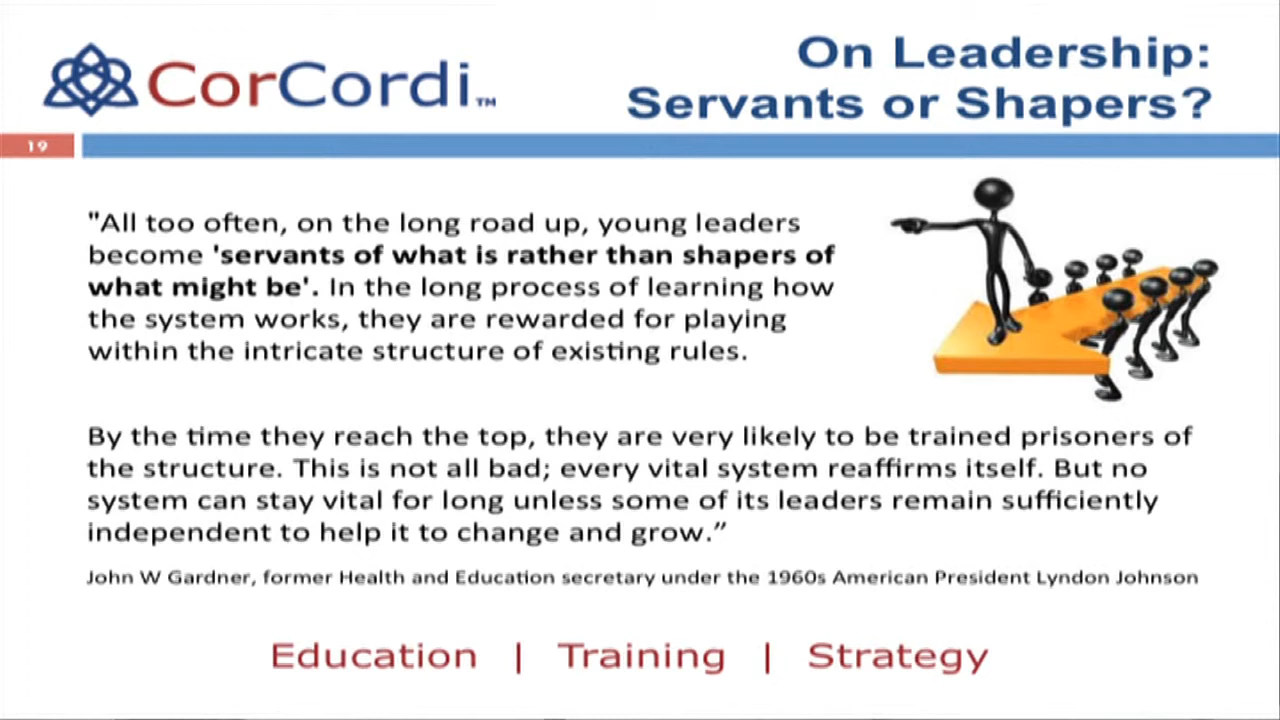 CorCordi™
On Leadership:
Servants or Shapers?
19
"All too often, on the long road up, young leaders
become 'servants of what is rather than shapers of
what might be'. In the long process of learning how
the system works, they are rewarded for playing
within the intricate structure of existing rules.
By the time they reach the top, they are very likely to be trained prisoners of
the structure. This is not all bad; every vital system reaffirms itself. But no
system can stay vital for long unless some of its leaders remain sufficiently
independent to help it to change and grow.”
John W Gardner, former Health and Education secretary under the 1960s American President Lyndon Johnson
Education | Training | Strategy